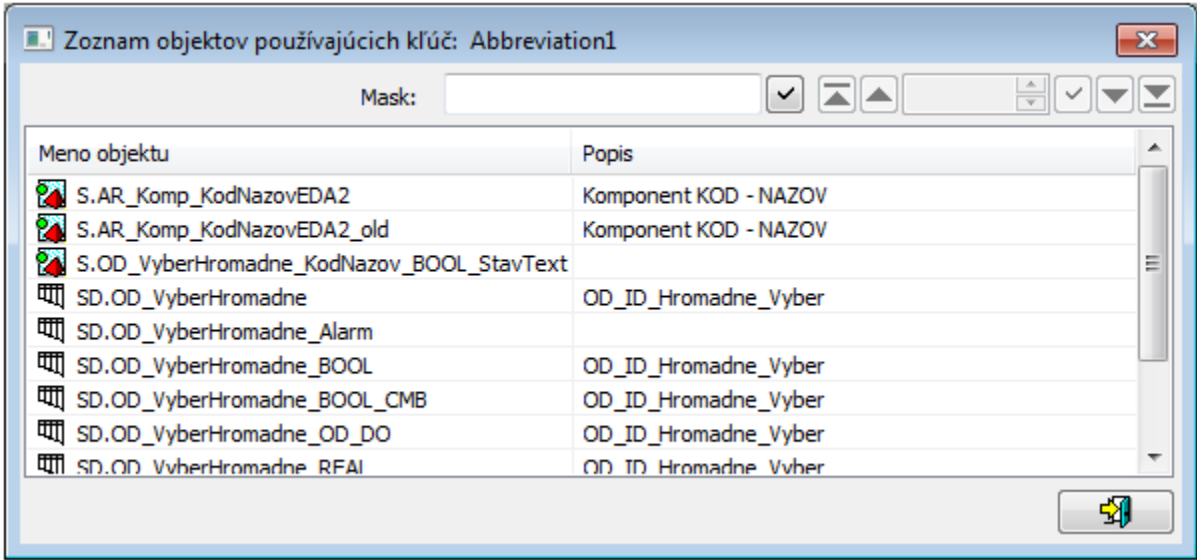 Zoznam objektov používajúcich kľúč: Abbreviation1
Mask:
Meno objektu Popis
S.AR_Komp_KodNazovEDA2 Komponent KOD - NAZOV
S.AR_Komp_KodNazovEDA2_old Komponent KOD - NAZOV
S.OD_VyberHromadne_KodNazov_BOOL_StavText
SD.OD_VyberHromadne OD_ID_Hromadne_Vyber
SD.OD_VyberHromadne_Alarm
SD.OD_VyberHromadne_BOOL OD_ID_Hromadne_Vyber
SD.OD_VyberHromadne_BOOL_CMB OD_ID_Hromadne_Vyber
SD.OD_VyberHromadne_OD_DO OD_ID_Hromadne_Vyber
SD.OD_VyberHromadne_REAL OD_ID_Hromadne_Vyber